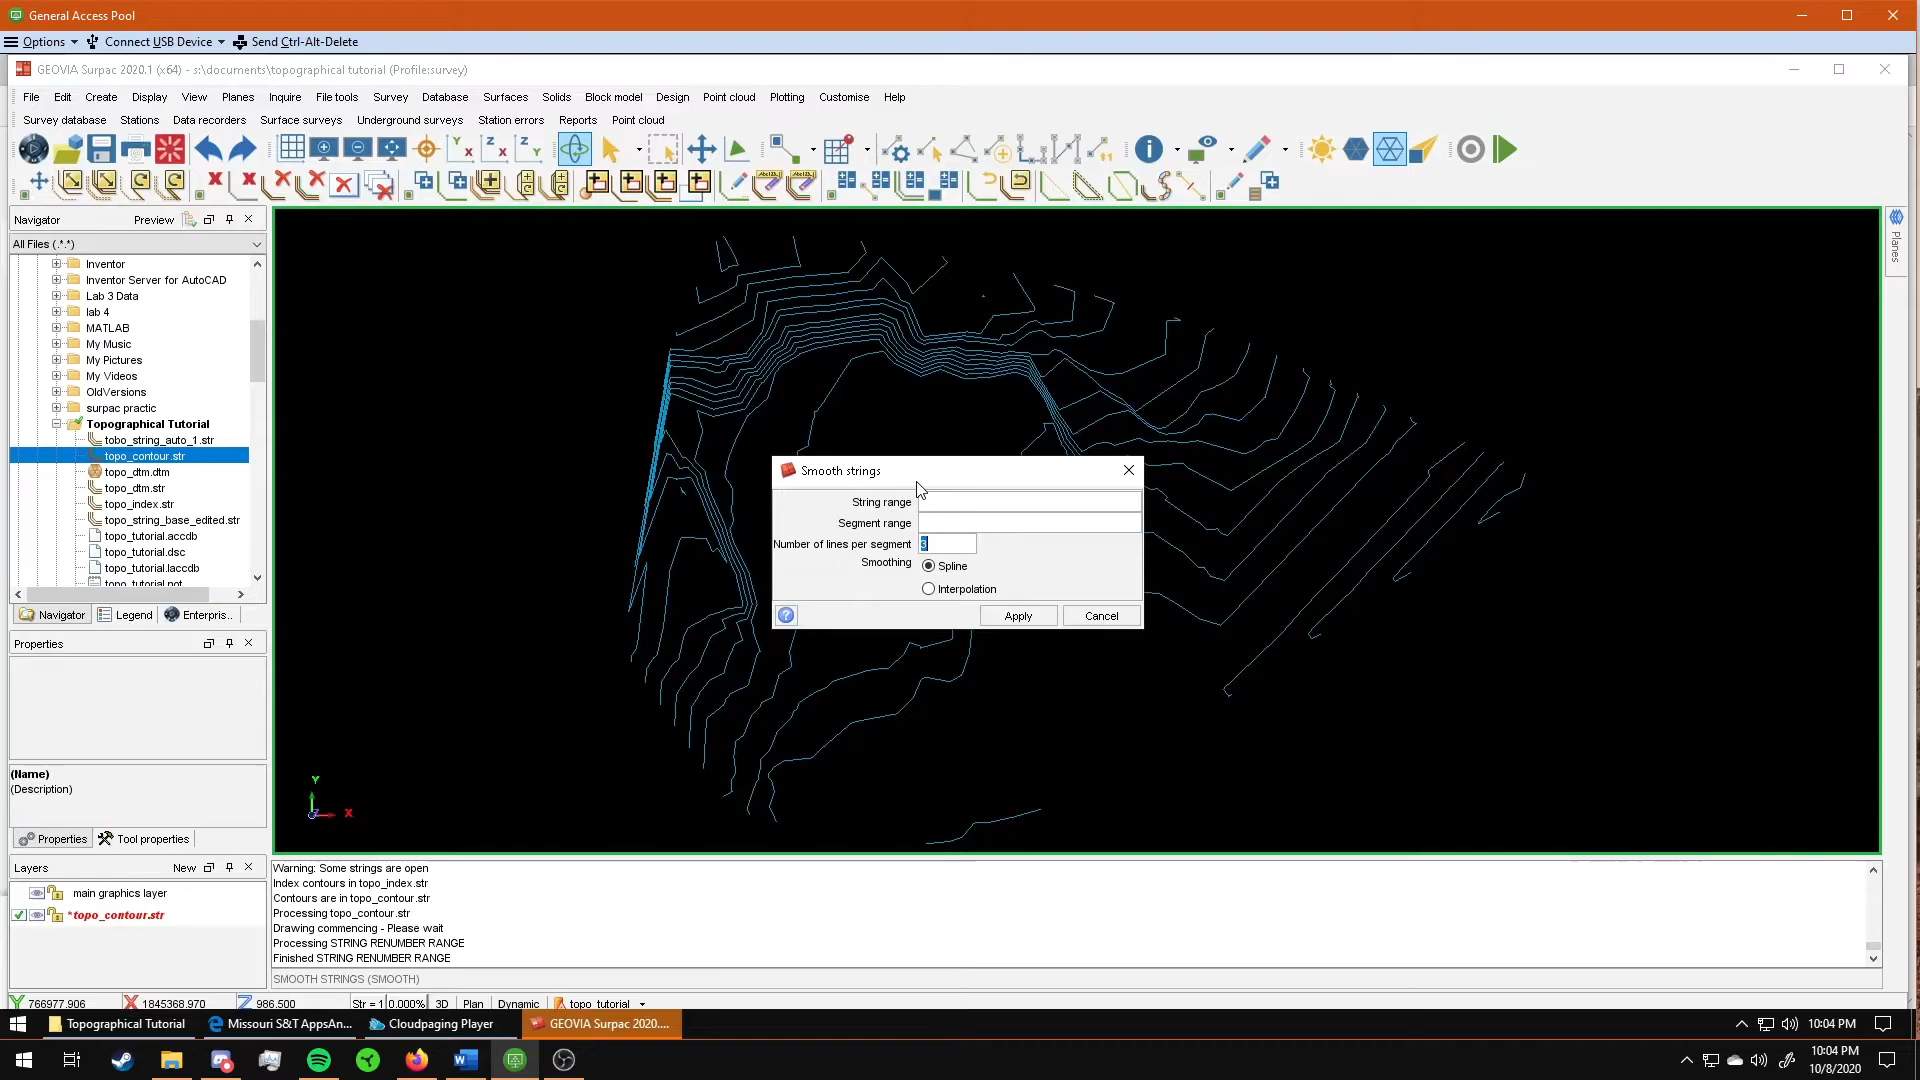 General Access Pool
Options
Connect USB Device
Send Ctrl-Alt-Delete
GEOVIA Surpac 2020.1 (x64) - s:\documents\topographical tutorial (Profile:survey)
File Edit Create Display View Planes Inquire File tools Survey Database Surfaces Solids Block model Design Point cloud Plotting Customise Help
Survey database Stations Data recorders Surface surveys Underground surveys Station errors Reports Point cloud
Navigator
Preview
All Files (*.*)
Inventor
Inventor Server for AutoCAD
Lab 3 Data
lab 4
MATLAB
My Music
My Pictures
My Videos
OldVersions
surpac practic
Topographical Tutorial
tobo_string_auto_1.str
topo_contour.str
topo_dtm.dtm
topo_dtm.str
topo_index.str
topo_string_base_edited.str
topo_tutorial.accdb
topo_tutorial.dsc
topo_tutorial.laccdb
topo_tutorial.not
Navigator Legend Enterpris..
Properties
(Name)
(Description)
Properties Tool properties
Layers
New
main graphics layer
*topo_contour.str
Planes
Smooth strings
String range
Segment range
Number of lines per segment 3
Smoothing
Spline
Interpolation
Apply
Cancel
Y
Z
X
Warning: Some strings are open
Index contours in topo_index.str
Contours are in topo_contour.str
Processing topo_contour.str
Drawing commencing - Please wait
Processing STRING RENUMBER RANGE
Finished STRING RENUMBER RANGE
SMOOTH STRINGS (SMOOTH)
Y 766977.906 X 1845368.970 Z 986.500 Str = 1 0.000% 3D Plan Dynamic topo_tutorial
Topographical Tutorial
Missouri S&T AppsAn...
Cloudpaging Player
GEOVIA Surpac 2020....
10:04 PM
10:04 PM
10/8/2020